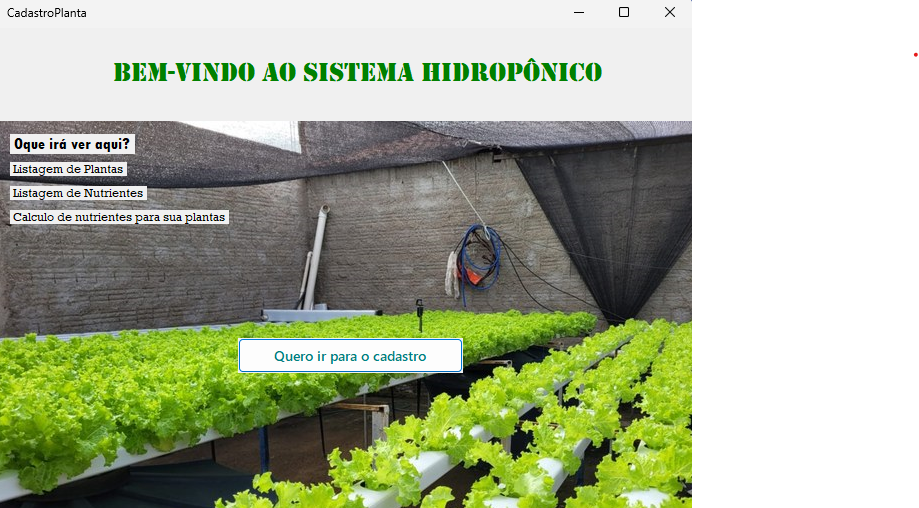 CadastroPlanta
BEM-VINDO AO SISTEMA HIDROPÔNICO
Oque irá ver aqui?
Listagem de Plantas
Listagem de Nutrientes
Calculo de nutrientes para sua plantas
Quero ir para o cadastro